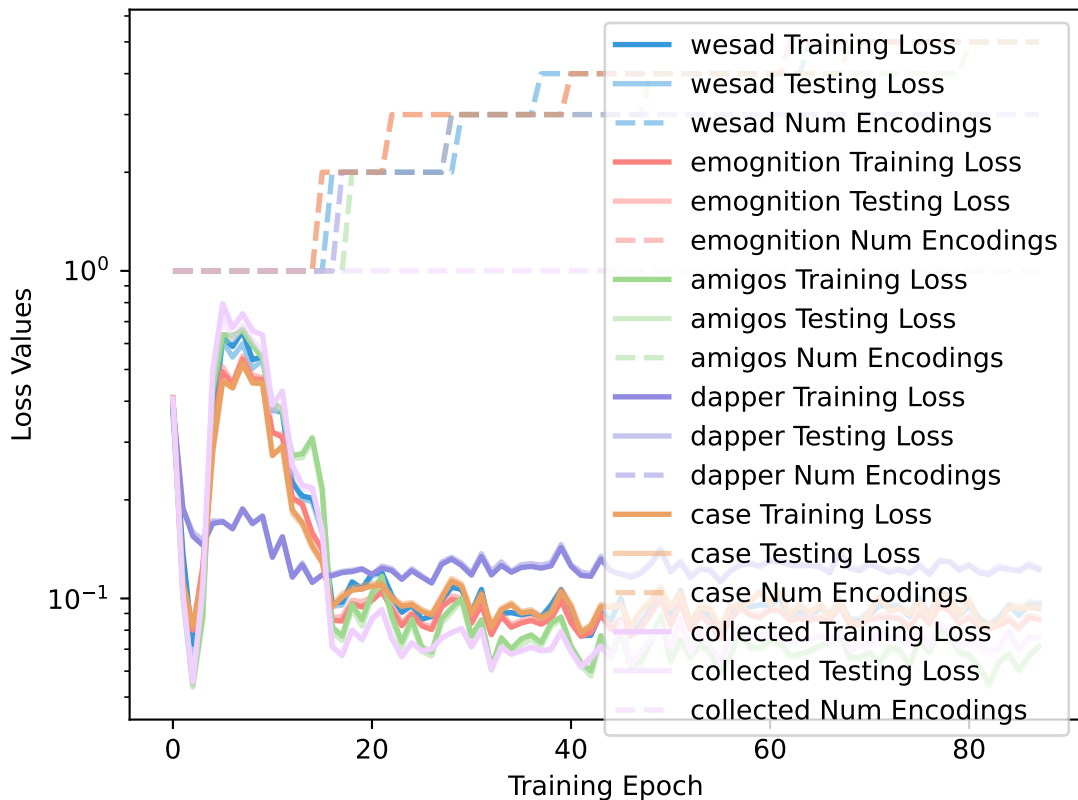 Loss Values
10⁰
10⁻¹
wesad Training Loss
wesad Testing Loss
wesad Num Encodings
emognition Training Loss
emognition Testing Loss
emognition Num Encodings
amigos Training Loss
amigos Testing Loss
amigos Num Encodings
dapper Training Loss
dapper Testing Loss
dapper Num Encodings
case Training Loss
case Testing Loss
case Num Encodings
collected Training Loss
collected Testing Loss
collected Num Encodings
0 20 40 60 80
Training Epoch